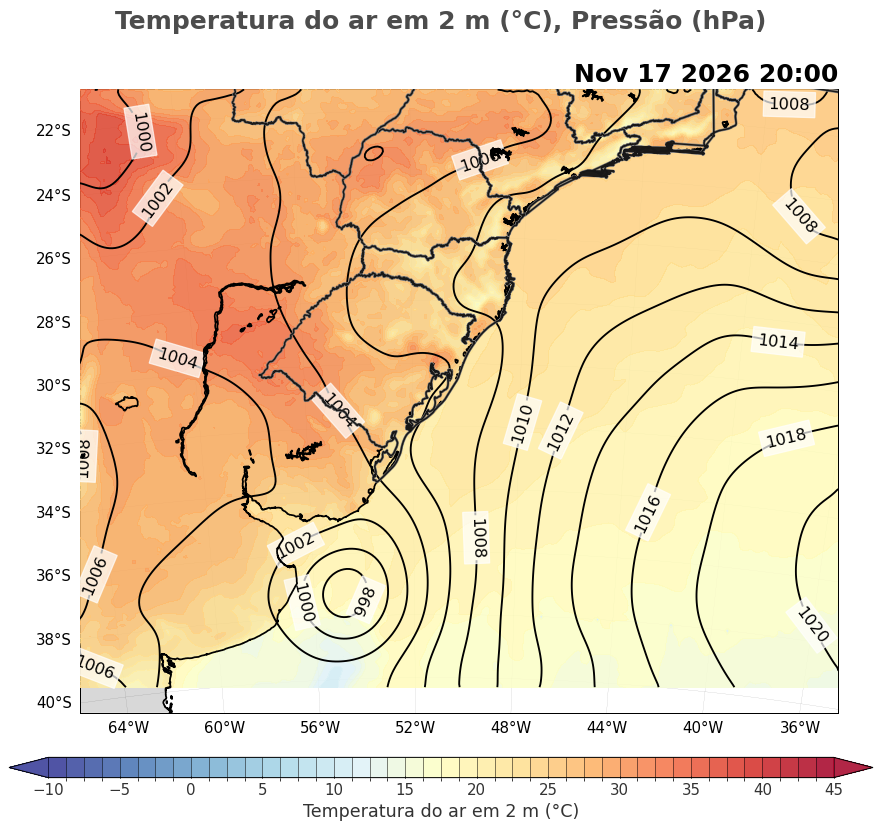 Temperatura do ar em 2 m (°C), Pressão (hPa)
Nov 17 2026 20:00
1008
1000
1006
1002
1008
1004
1014
1004
1010
1012
1018
1008
1016
1008
1002
1006
1000
998
1020
1006
22°S
24°S
26°S
28°S
30°S
32°S
34°S
36°S
38°S
40°S
64°W 60°W 56°W 52°W 48°W 44°W 40°W 36°W
−10 −5 0 5 10 15 20 25 30 35 40 45
Temperatura do ar em 2 m (°C)